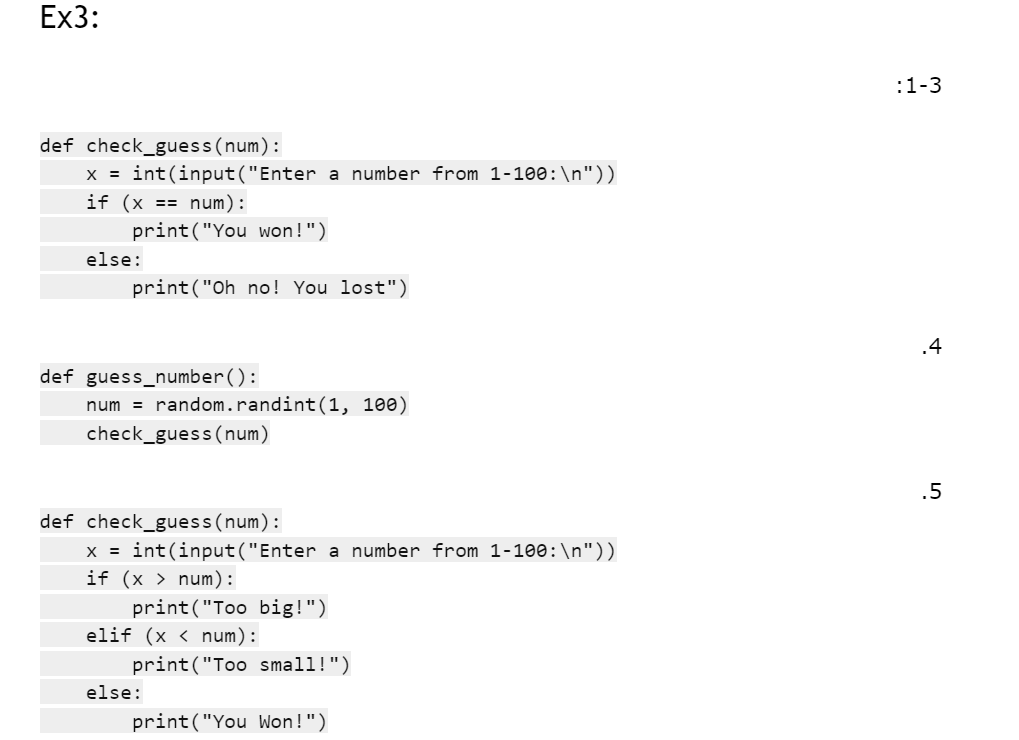 Ex3:
:1-3
def check_guess(num):
    x = int(input("Enter a number from 1-100:\n"))
    if (x == num):
        print("You won!")
    else:
        print("Oh no! You lost")
.4
def guess_number():
    num = random.randint(1, 100)
    check_guess(num)
.5
def check_guess(num):
    x = int(input("Enter a number from 1-100:\n"))
    if (x > num):
        print("Too big!")
    elif (x < num):
        print("Too small!")
    else:
        print("You Won!")